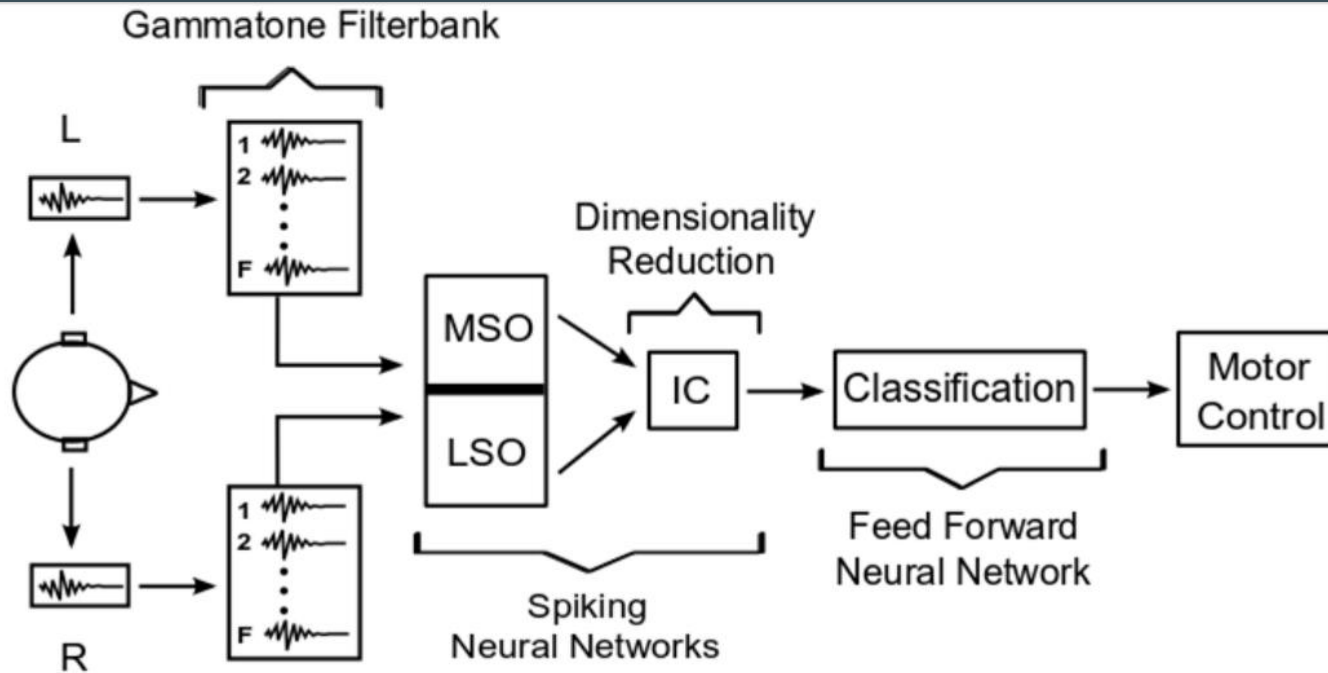 Gammatone Filterbank
L
1
2
F
Dimensionality
Reduction
MSO
LSO
IC
Classification
Motor
Control
1
2
F
R
Spiking
Neural Networks
Feed Forward
Neural Network